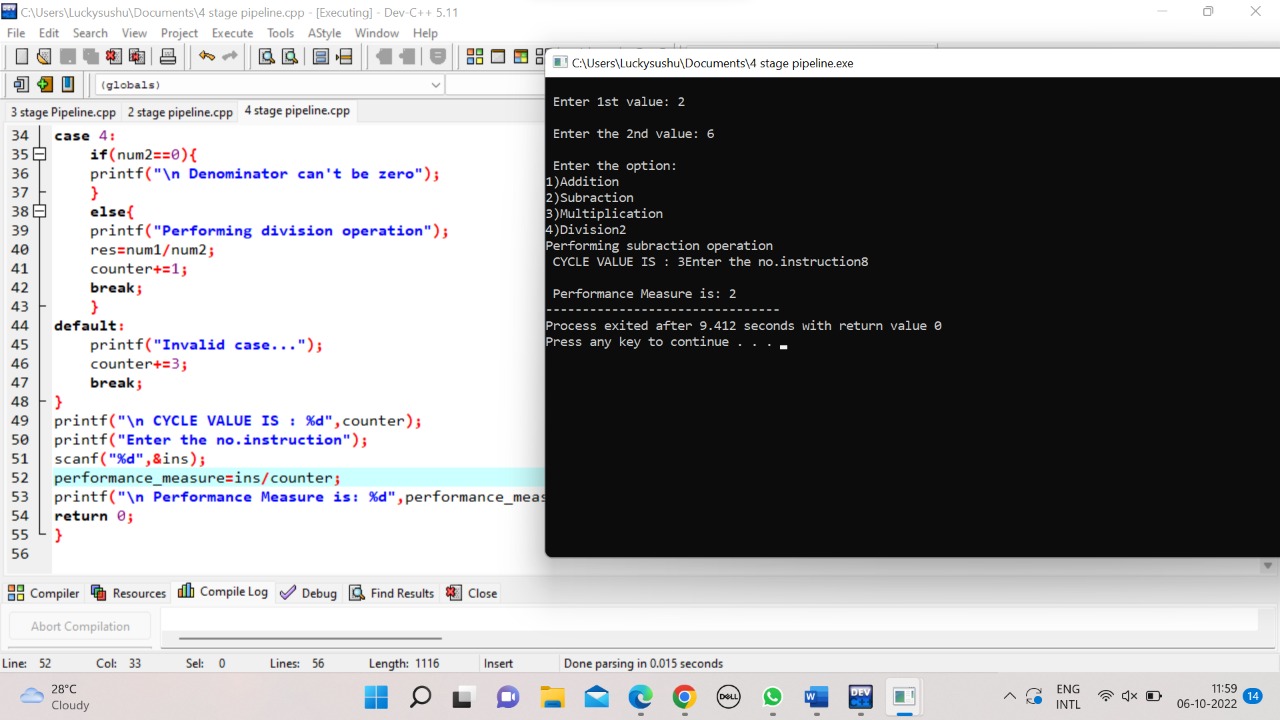 C:\Users\Luckysushu\Documents\4 stage pipeline.cpp - [Executing] - Dev-C++ 5.11
File Edit Search View Project Execute Tools AStyle Window Help
(globals)
3 stage Pipeline.cpp 2 stage pipeline.cpp 4 stage pipeline.cpp
34 case 4:
35 if(num2==0){
36 printf("\n Denominator can't be zero");
37 }
38 else{
39 printf("Performing division operation");
40 res=num1/num2;
41 counter+=1;
42 break;
43 }
44 default:
45 printf("Invalid case...");
46 counter+=3;
47 break;
48 }
49 printf("\n CYCLE VALUE IS : %d",counter);
50 printf("Enter the no.instruction");
51 scanf("%d",&ins);
52 performance_measure=ins/counter;
53 printf("\n Performance Measure is: %d",performance_meas
54 return 0;
55 }
56
C:\Users\Luckysushu\Documents\4 stage pipeline.exe
Enter 1st value: 2
Enter the 2nd value: 6
Enter the option:
1)Addition
2)Subraction
3)Multiplication
4)Division2
Performing subraction operation
CYCLE VALUE IS : 3Enter the no.instruction8
Performance Measure is: 2
--------------------------------
Process exited after 9.412 seconds with return value 0
Press any key to continue . . .
Compiler Resources Compile Log Debug Find Results Close
Abort Compilation
Line: 52 Col: 33 Sel: 0 Lines: 56 Length: 1116 Insert Done parsing in 0.015 seconds
28°C
Cloudy
DELL
DEV
ENG
INTL
11:59
06-10-2022
14